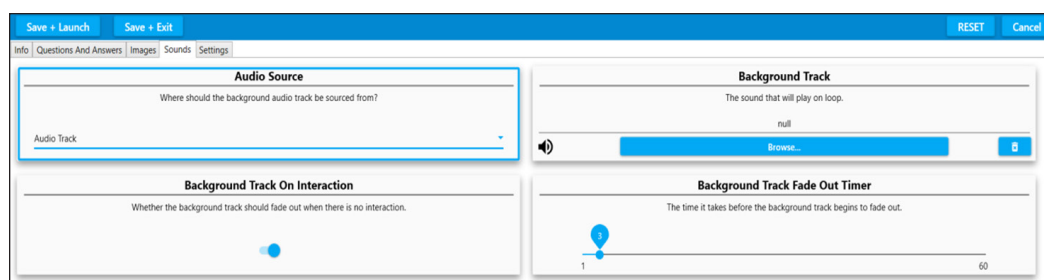 Save + Launch Save + Exit RESET Cancel
Info Questions And Answers Images Sounds Settings
Audio Source
Where should the background audio track be sourced from?
Audio Track
Background Track
The sound that will play on loop.
null
Browse...
Background Track On Interaction
Whether the background track should fade out when there is no interaction.
Background Track Fade Out Timer
The time it takes before the background track begins to fade out.
3
1 60